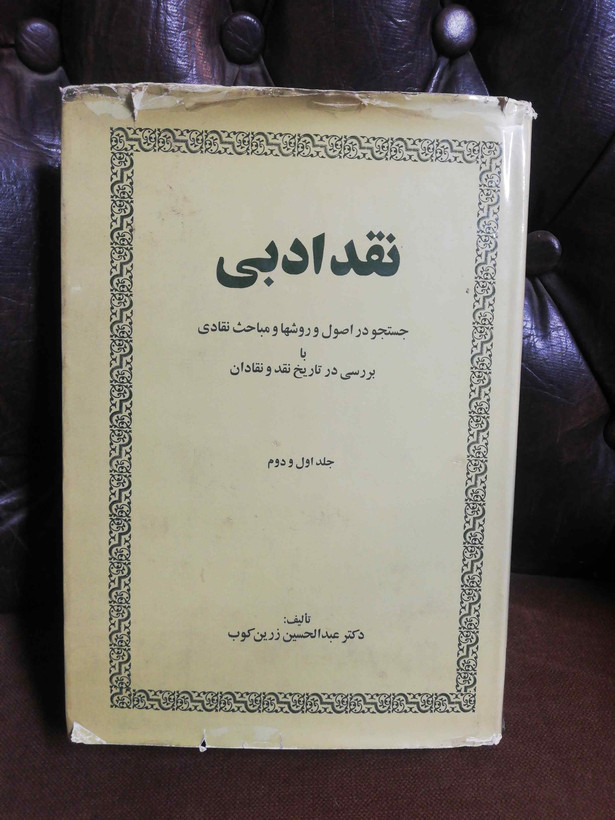 نقد ادبی
جستجو در اصول و روشها و مباحث نقادی
با
بررسی در تاریخ نقد و نقادان
جلد اول و دوم
تألیف:
دکتر عبدالحسین زرین‌کوب